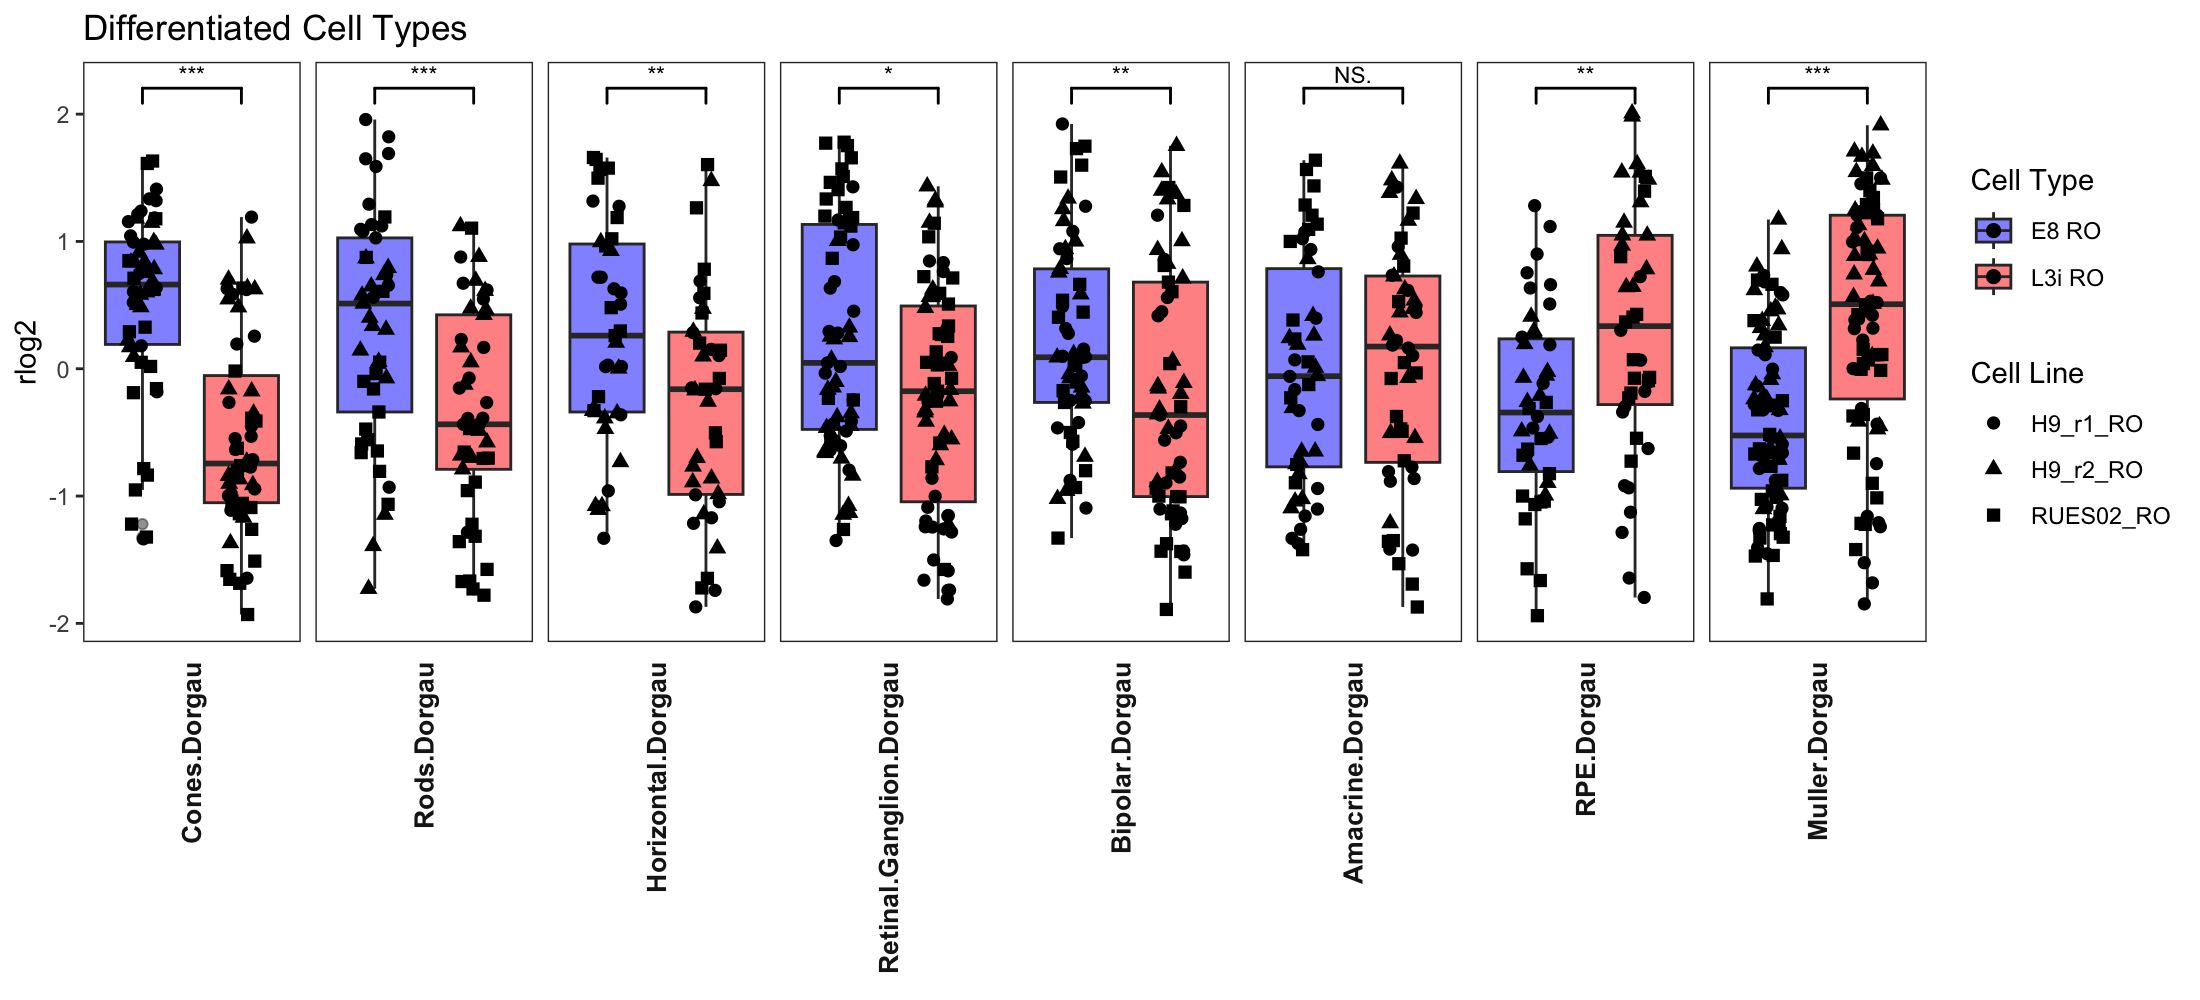 Differentiated Cell Types
*** *** ** * ** NS. ** ***
rlog2
2
1
0
-1
-2
Cones.Dorgau
Rods.Dorgau
Horizontal.Dorgau
Retinal.Ganglion.Dorgau
Bipolar.Dorgau
Amacrine.Dorgau
RPE.Dorgau
Muller.Dorgau
Cell Type
E8 RO
L3i RO
Cell Line
H9_r1_RO
H9_r2_RO
RUES02_RO